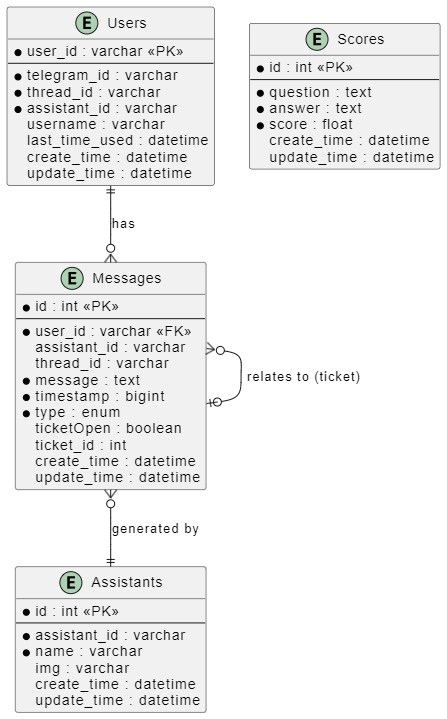 E Users
user_id : varchar «PK»
telegram_id : varchar
thread_id : varchar
assistant_id : varchar
username : varchar
last_time_used : datetime
create_time : datetime
update_time : datetime
E Scores
id : int «PK»
question : text
answer : text
score : float
create_time : datetime
update_time : datetime
has
E Messages
id : int «PK»
user_id : varchar «FK»
assistant_id : varchar
thread_id : varchar
message : text
timestamp : bigint
type : enum
ticketOpen : boolean
ticket_id : int
create_time : datetime
update_time : datetime
relates to (ticket)
generated by
E Assistants
id : int «PK»
assistant_id : varchar
name : varchar
img : varchar
create_time : datetime
update_time : datetime